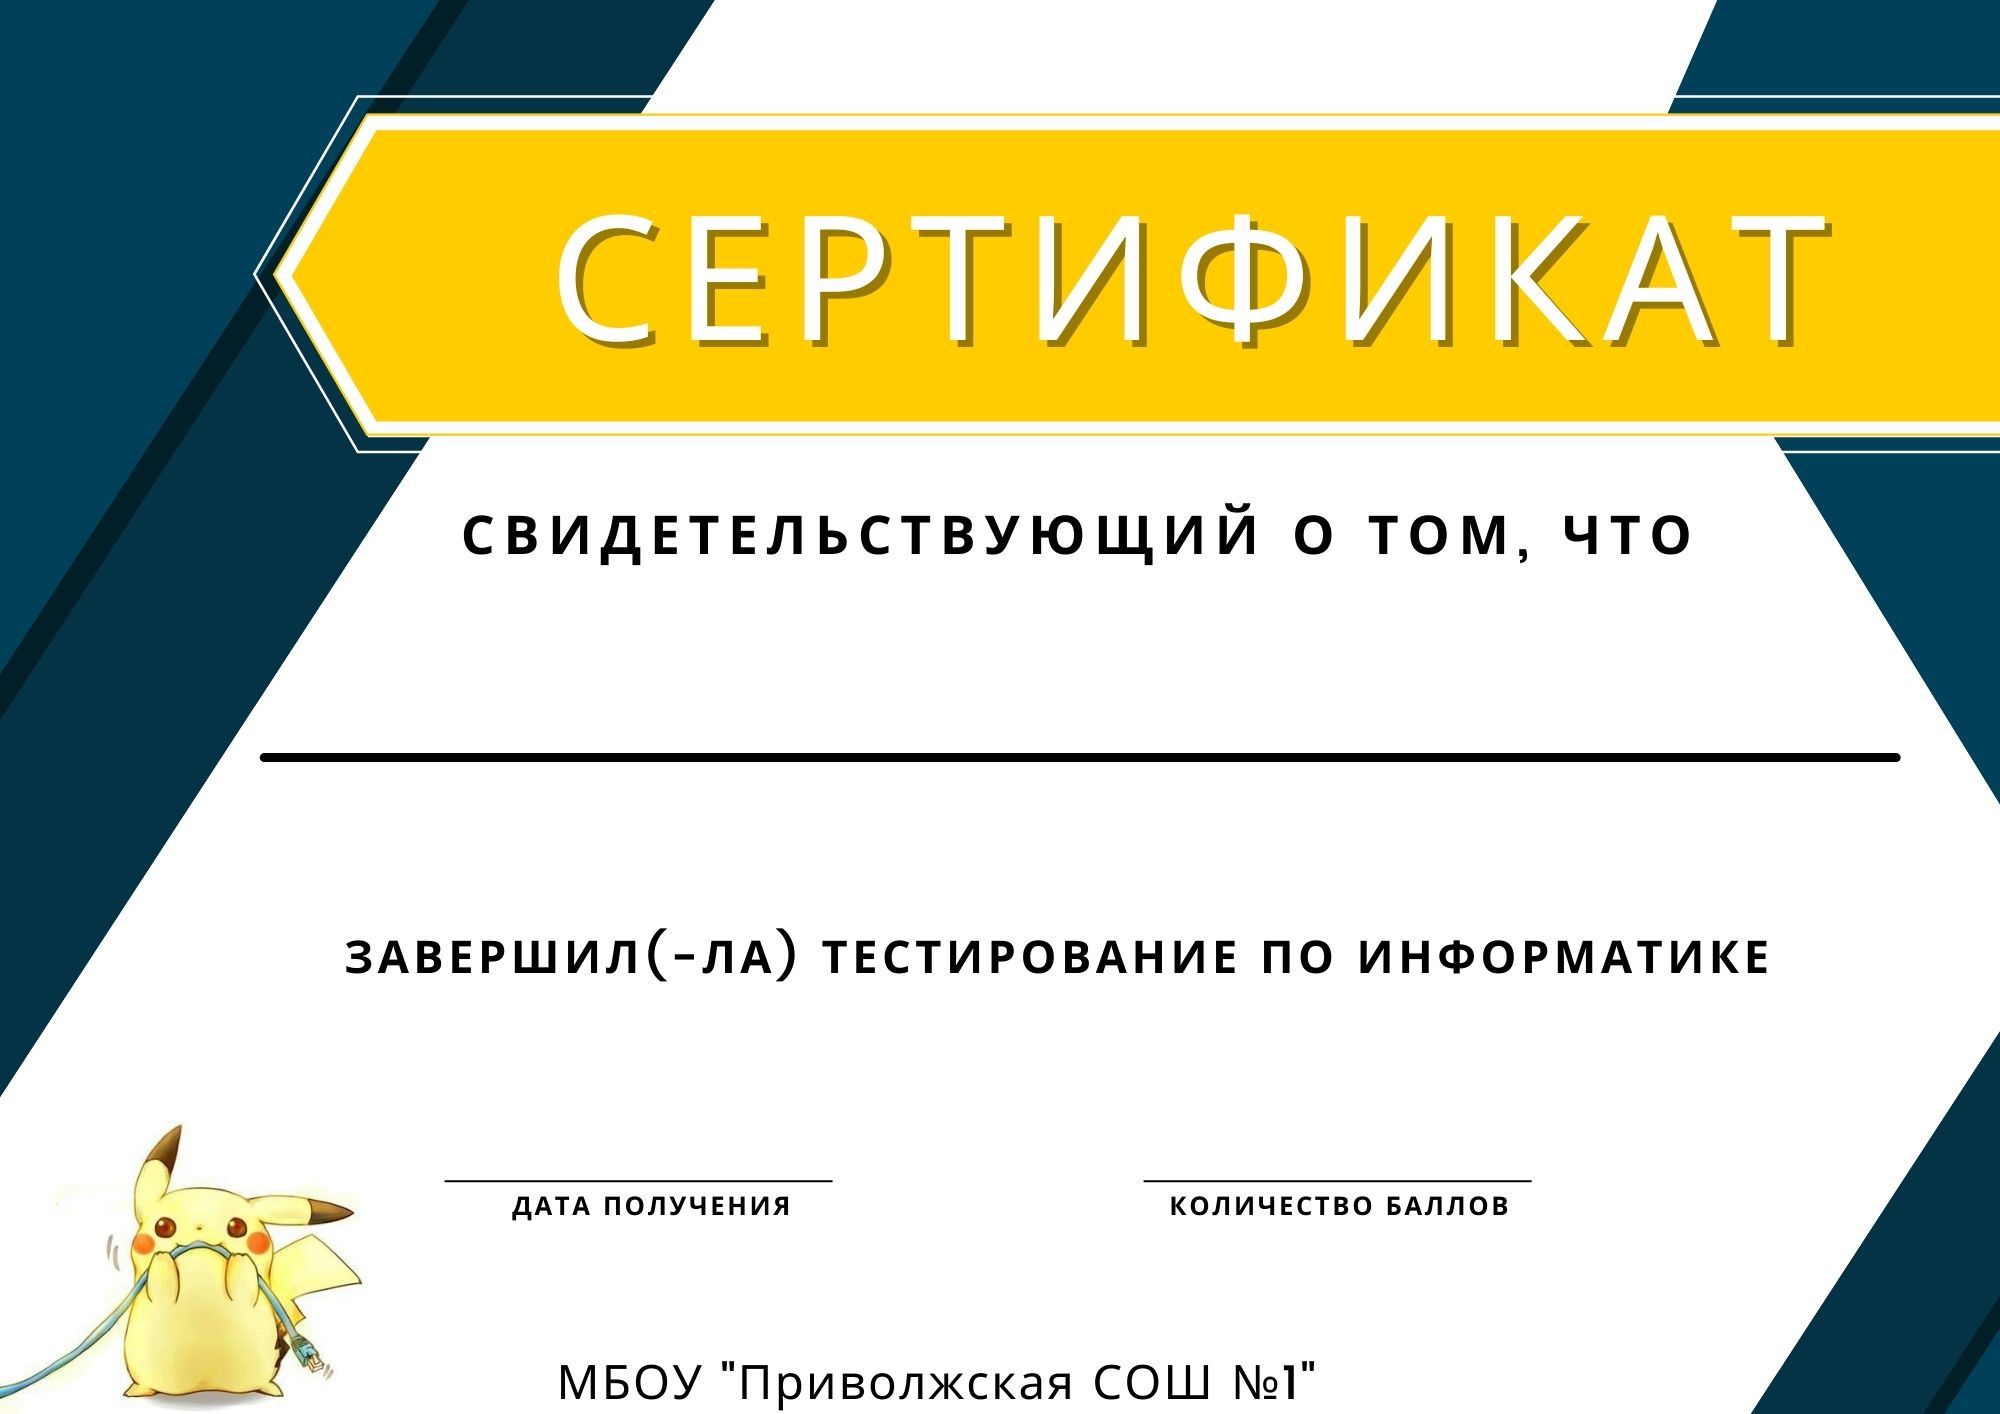 СЕРТИФИКАТ
СВИДЕТЕЛЬСТВУЮЩИЙ О ТОМ, ЧТО
ЗАВЕРШИЛ(-ЛА) ТЕСТИРОВАНИЕ ПО ИНФОРМАТИКЕ
ДАТА ПОЛУЧЕНИЯ
КОЛИЧЕСТВО БАЛЛОВ
МБОУ "Приволжская СОШ №1"